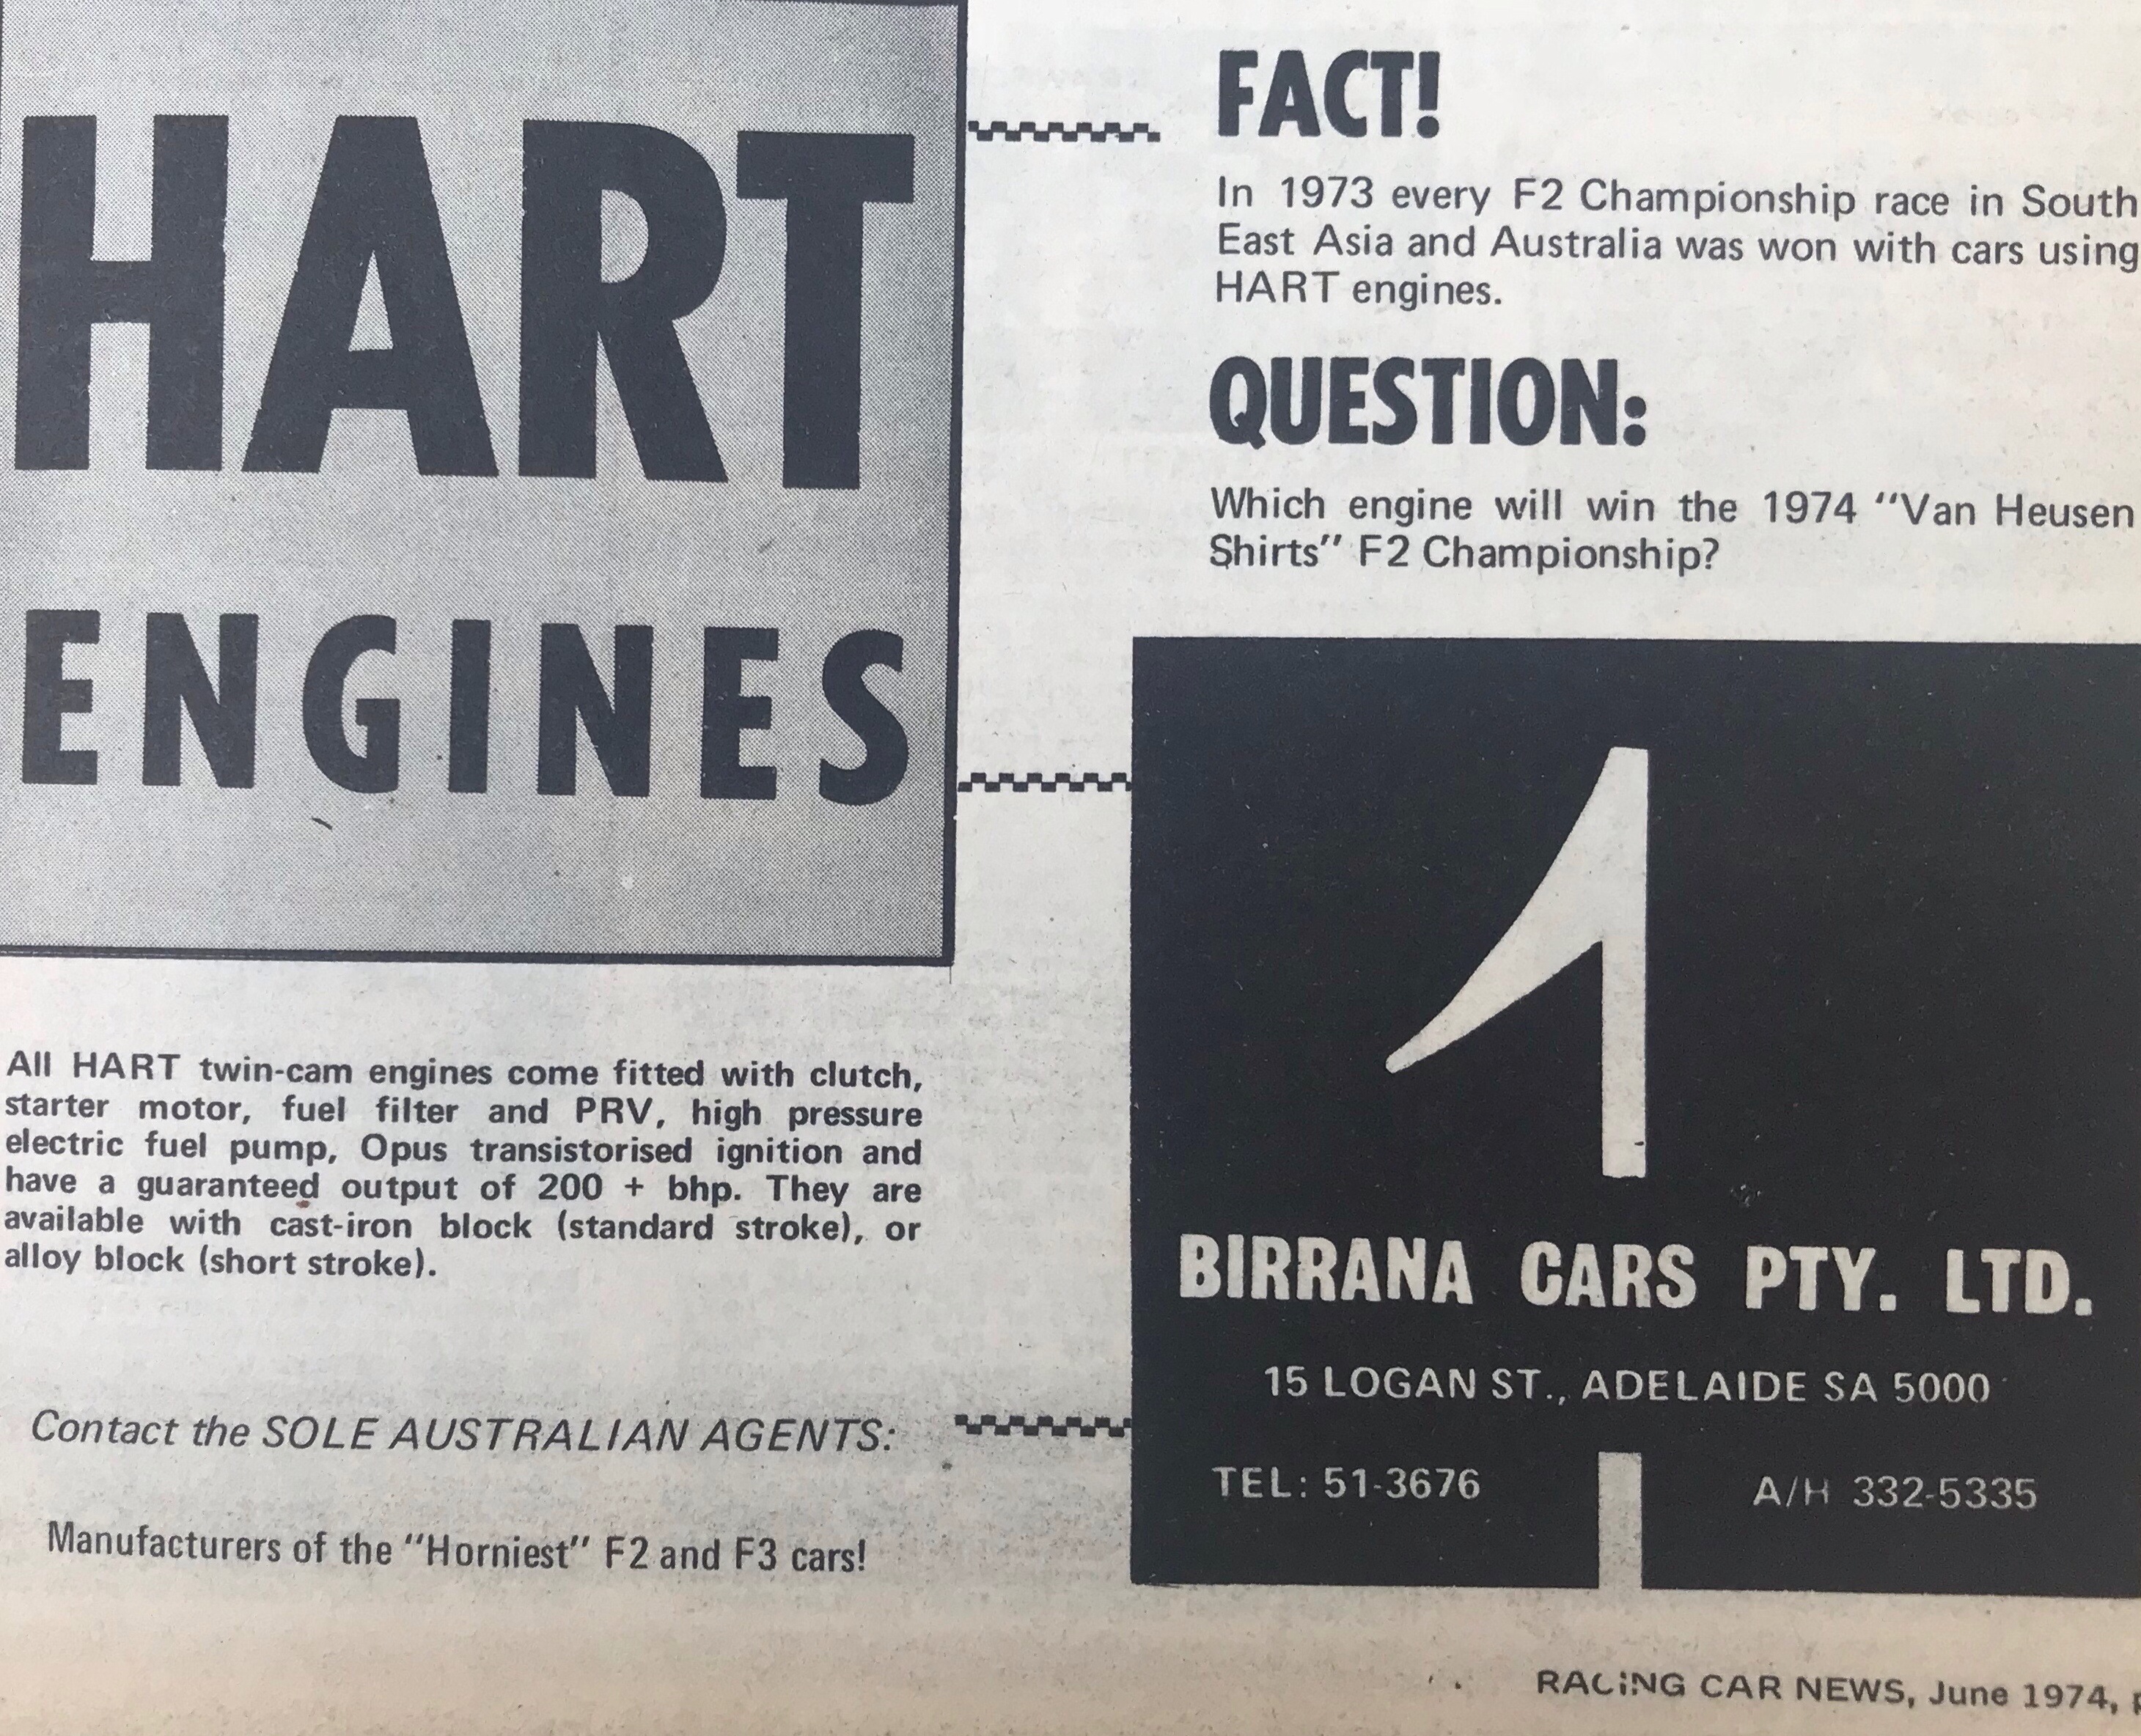 HART
ENGINES
FACT!
In 1973 every F2 Championship race in South
East Asia and Australia was won with cars using
HART engines.
QUESTION:
Which engine will win the 1974 "Van Heusen
Shirts" F2 Championship?
All HART twin-cam engines come fitted with clutch,
starter motor, fuel filter and PRV, high pressure
electric fuel pump, Opus transistorised ignition and
have a guaranteed output of 200 + bhp. They are
available with cast-iron block (standard stroke), or
alloy block (short stroke).
Contact the SOLE AUSTRALIAN AGENTS:
Manufacturers of the "Horniest" F2 and F3 cars!
BIRRANA CARS PTY. LTD.
15 LOGAN ST., ADELAIDE SA 5000
TEL: 51-3676 A/H 332-5335
RACING CAR NEWS, June 1974,